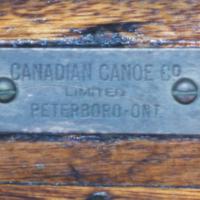 CANADIAN CANOE CO.
LIMITED
PETERBORO-ONT.